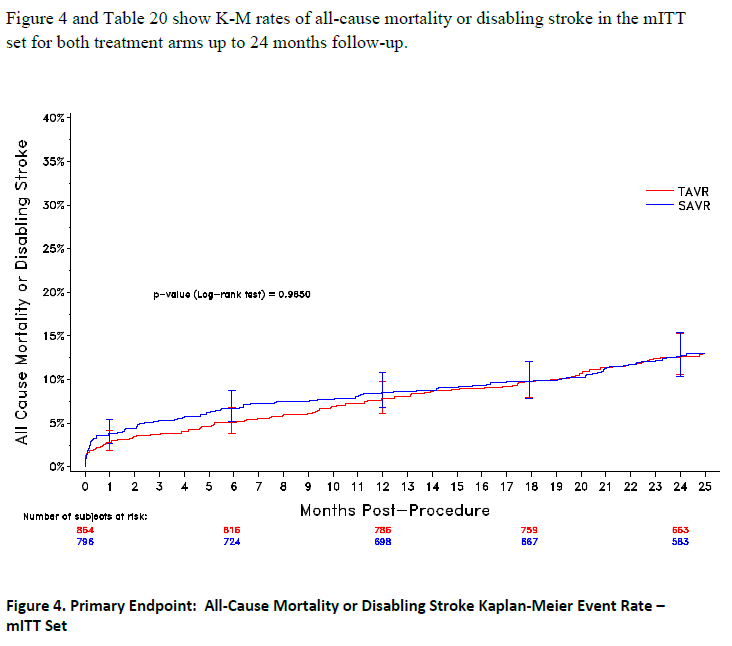 Figure 4 and Table 20 show K-M rates of all-cause mortality or disabling stroke in the mITT
set for both treatment arms up to 24 months follow-up.
40%
35%
30%
25%
20%
15%
10%
5%
0%
All Cause Mortality or Disabling Stroke
TAVR
SAVR
p-value (Log-rank test) = 0.9850
0 1 2 3 4 5 6 7 8 9 10 11 12 13 14 15 16 17 18 19 20 21 22 23 24 25
Months Post-Procedure
Number of subjects at risk:
864 816 786 759 663
796 724 698 667 583
Figure 4. Primary Endpoint: All-Cause Mortality or Disabling Stroke Kaplan-Meier Event Rate –
mITT Set